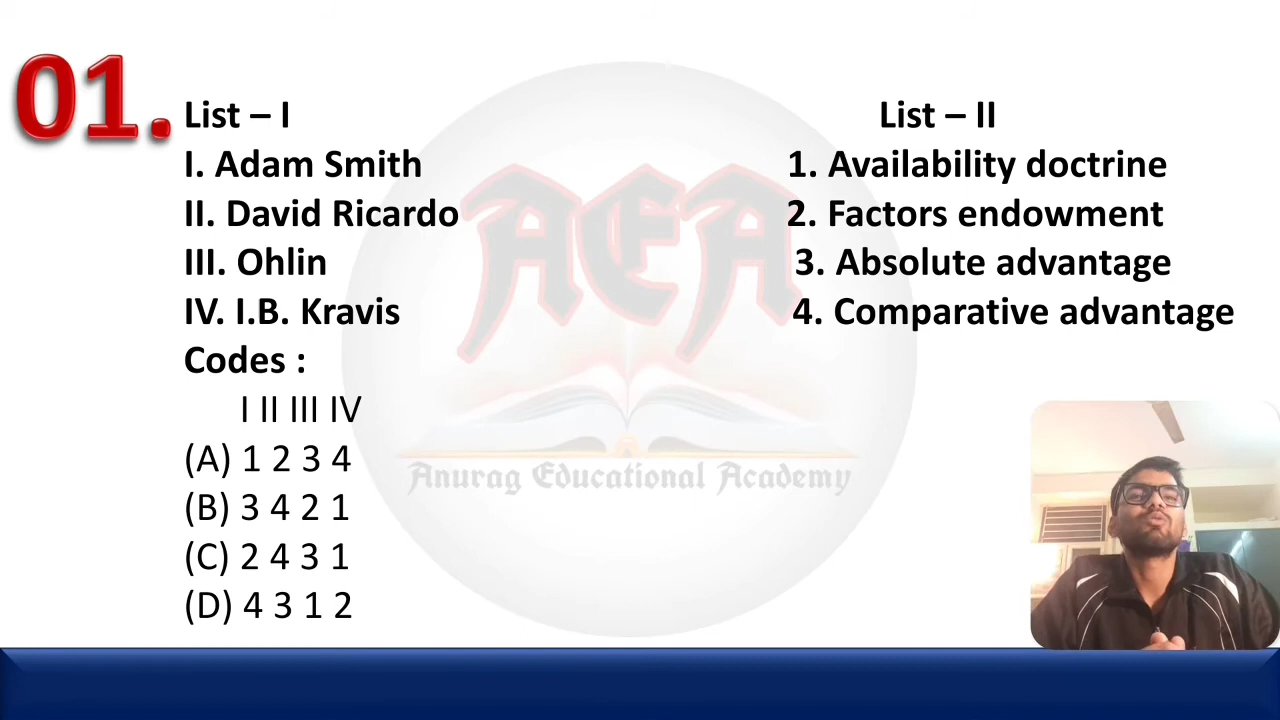 01.
List – I List – II
I. Adam Smith 1. Availability doctrine
II. David Ricardo 2. Factors endowment
III. Ohlin 3. Absolute advantage
IV. I.B. Kravis 4. Comparative advantage
Codes :
I II III IV
(A) 1 2 3 4
(B) 3 4 2 1
(C) 2 4 3 1
(D) 4 3 1 2
AEA
Anurag Educational Academy